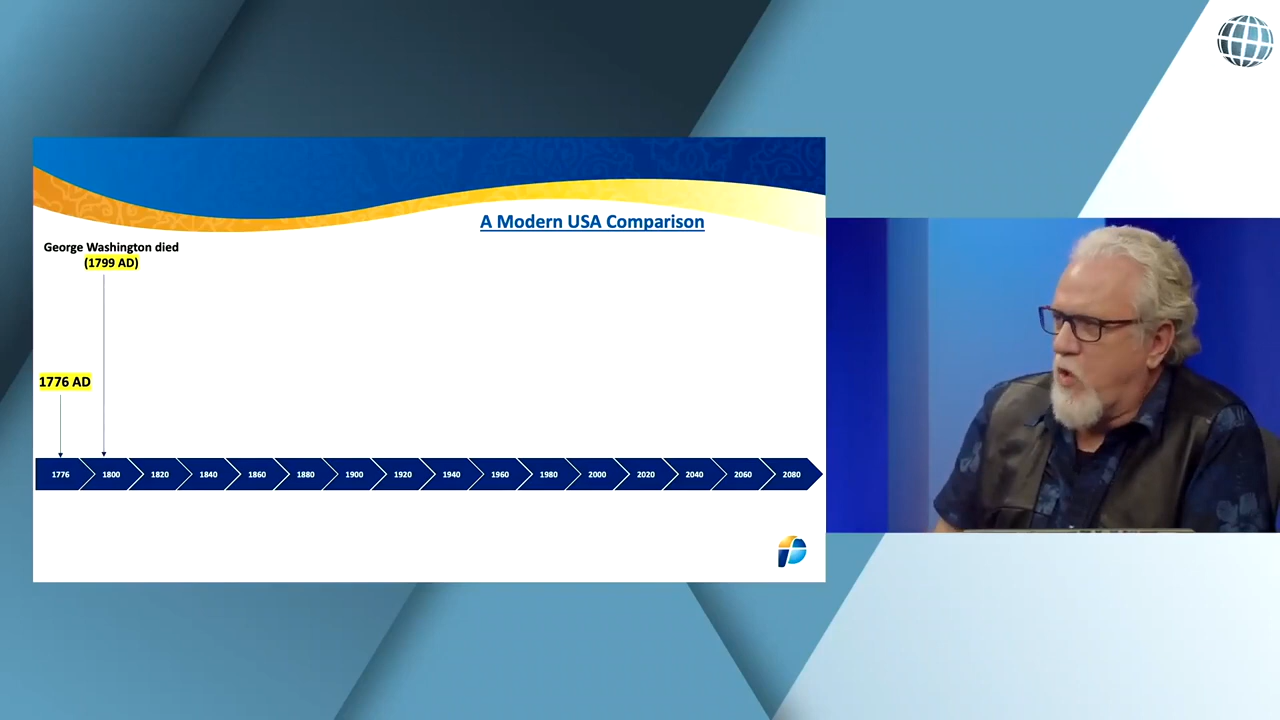 A Modern USA Comparison
George Washington died
(1799 AD)
1776 AD
1776 1800 1820 1840 1860 1880 1900 1920 1940 1960 1980 2000 2020 2040 2060 2080